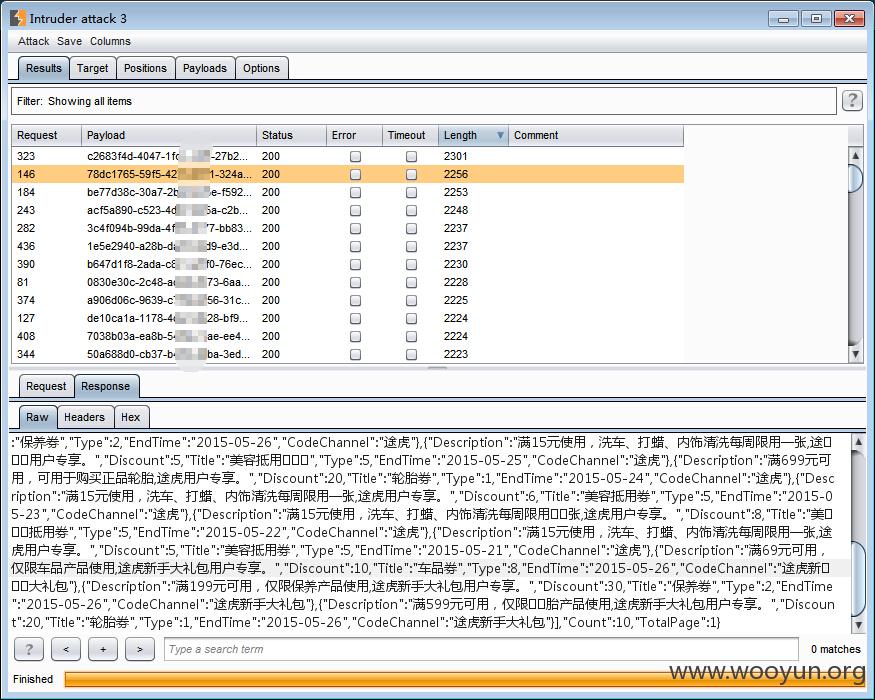 Intruder attack 3
Attack Save Columns
Results Target Positions Payloads Options
Filter: Showing all items ?
Request Payload Status Error Timeout Length Comment
323 c2683f4d-4047-1f -27b2... 200 2301
146 78dc1765-59f5-42 1-324a... 200 2256
184 be77d38c-30a7-2b e-f592... 200 2253
243 acf5a890-c523-4d 5a-c2b... 200 2248
282 3c4f094b-99da-4f 77-bb83... 200 2237
436 1e5e2940-a28b-da d9-e3d... 200 2237
390 b647d1f8-2ada-c8 f0-76ec... 200 2230
81 0830e30c-2c48-a 73-6aa... 200 2228
374 a906d06c-9639-c 56-31c... 200 2225
127 de10ca1a-1178-4 28-bf9... 200 2224
408 7038b03a-ea8b-5 ae-ee4... 200 2224
344 50a688d0-cb37-b ba-3ed... 200 2223
Request Response
Raw Headers Hex
:"保养券","Type":2,"EndTime":"2015-05-26","CodeChannel":"途虎"},{"Description":"满15元使用，洗车、打蜡、内饰清洗每周限用一张,途
用户专享。","Discount":5,"Title":"美容抵用","Type":5,"EndTime":"2015-05-25","CodeChannel":"途虎"},{"Description":"满699元可
用，可用于购买正品轮胎,途虎用户专享。","Discount":20,"Title":"轮胎券","Type":1,"EndTime":"2015-05-24","CodeChannel":"途虎"},{"Desc
ription":"满15元使用，洗车、打蜡、内饰清洗每周限用一张,途虎用户专享。","Discount":6,"Title":"美容抵用券","Type":5,"EndTime":"2015-0
5-23","CodeChannel":"途虎"},{"Description":"满15元使用，洗车、打蜡、内饰清洗每周限用张,途虎用户专享。","Discount":8,"Title":"美
抵用券","Type":5,"EndTime":"2015-05-22","CodeChannel":"途虎"},{"Description":"满15元使用，洗车、打蜡、内饰清洗每周限用一张,途
虎用户专享。","Discount":5,"Title":"美容抵用券","Type":5,"EndTime":"2015-05-21","CodeChannel":"途虎"},{"Description":"满69元可用，
仅限车品产品使用,途虎新手大礼包用户专享。","Discount":10,"Title":"车品券","Type":8,"EndTime":"2015-05-26","CodeChannel":"途虎新
大礼包"},{"Description":"满199元可用，仅限保养产品使用,途虎新手大礼包用户专享。","Discount":30,"Title":"保养券","Type":2,"EndTime
":"2015-05-26","CodeChannel":"途虎新手大礼包"},{"Description":"满599元可用，仅限胎产品使用,途虎新手大礼包用户专享。","Discoun
t":20,"Title":"轮胎券","Type":1,"EndTime":"2015-05-26","CodeChannel":"途虎新手大礼包"}],"Count":10,"TotalPage":1}
? < + > Type a search term 0 matches
Finished
www.wooyun.org